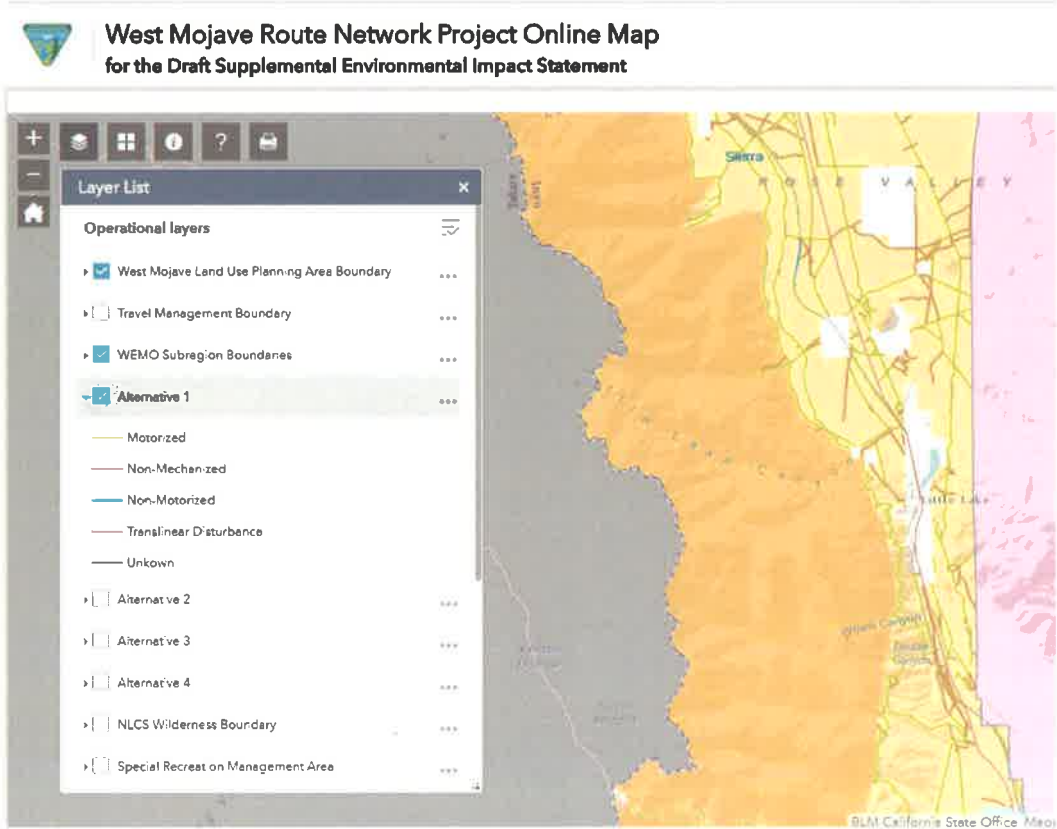 West Mojave Route Network Project Online Map
for the Draft Supplemental Environmental Impact Statement
+
?
−
Layer List ×
Operational layers
West Mojave Land Use Planning Area Boundary
Travel Management Boundary
WEMO Subregion Boundaries
Alternative 1
Motorized
Non-Mechanized
Non-Motorized
Translinear Disturbance
Unkown
Alternative 2
Alternative 3
Alternative 4
NLCS Wilderness Boundary
Special Recreation Management Area
Tulare
Inyo
Sierra
ROSE VALLEY
Little Lake
Canyon
BLM California State Office